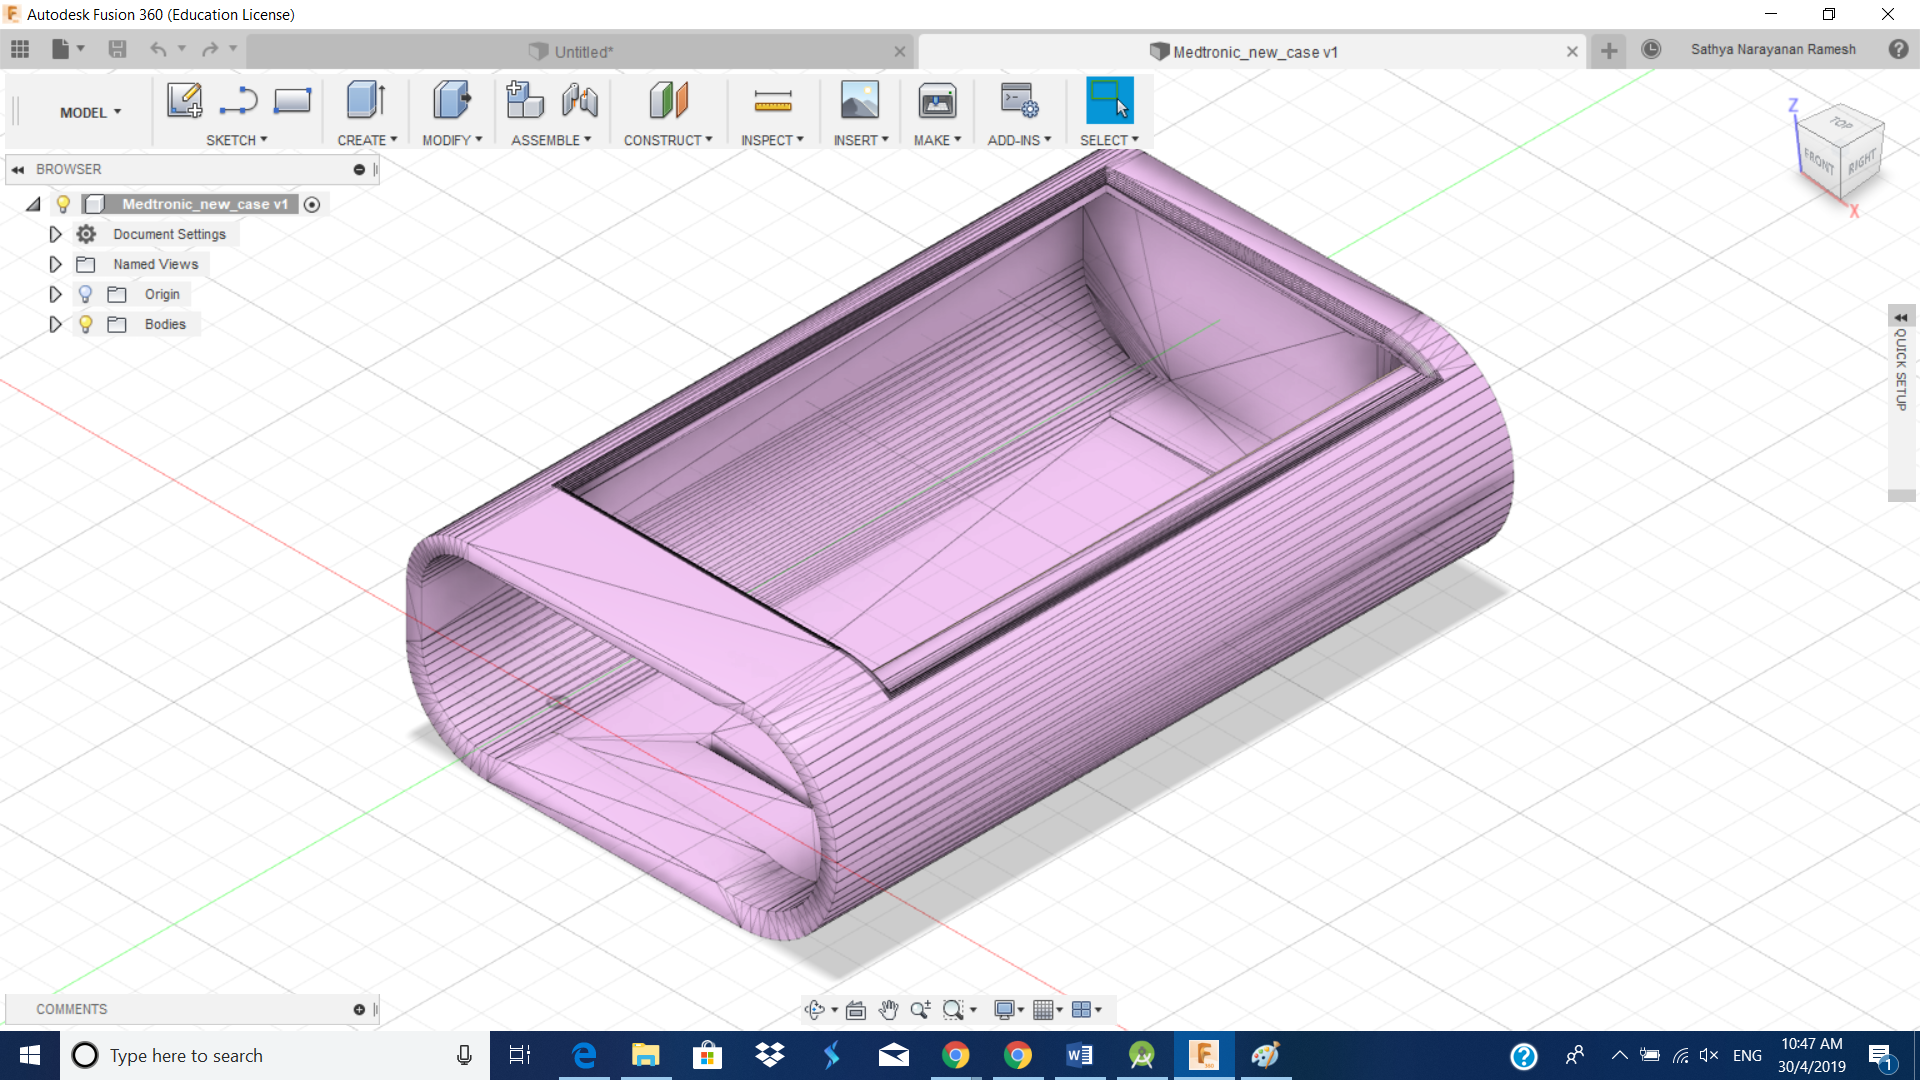 Autodesk Fusion 360 (Education License)
Untitled*
Medtronic_new_case v1
Sathya Narayanan Ramesh
MODEL
SKETCH
CREATE
MODIFY
ASSEMBLE
CONSTRUCT
INSPECT
INSERT
MAKE
ADD-INS
SELECT
BROWSER
Medtronic_new_case v1
Document Settings
Named Views
Origin
Bodies
Z
TOP
FRONT
RIGHT
X
QUICK SETUP
COMMENTS
Type here to search
ENG
10:47 AM
30/4/2019
1